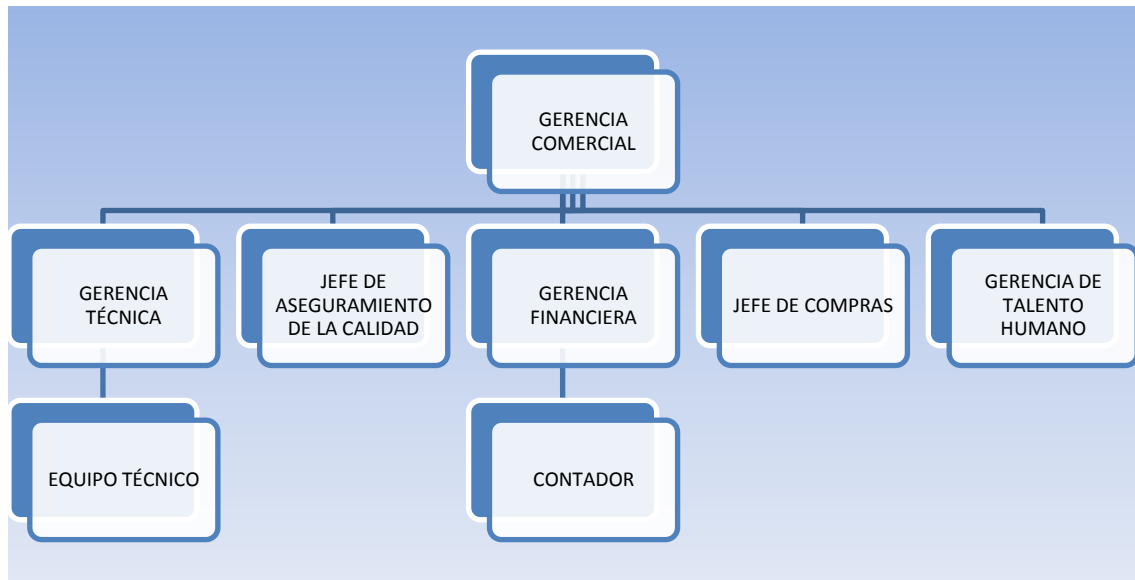 GERENCIA
COMERCIAL
GERENCIA
TÉCNICA
JEFE DE
ASEGURAMIENTO
DE LA CALIDAD
GERENCIA
FINANCIERA
JEFE DE COMPRAS
GERENCIA DE
TALENTO
HUMANO
EQUIPO TÉCNICO
CONTADOR